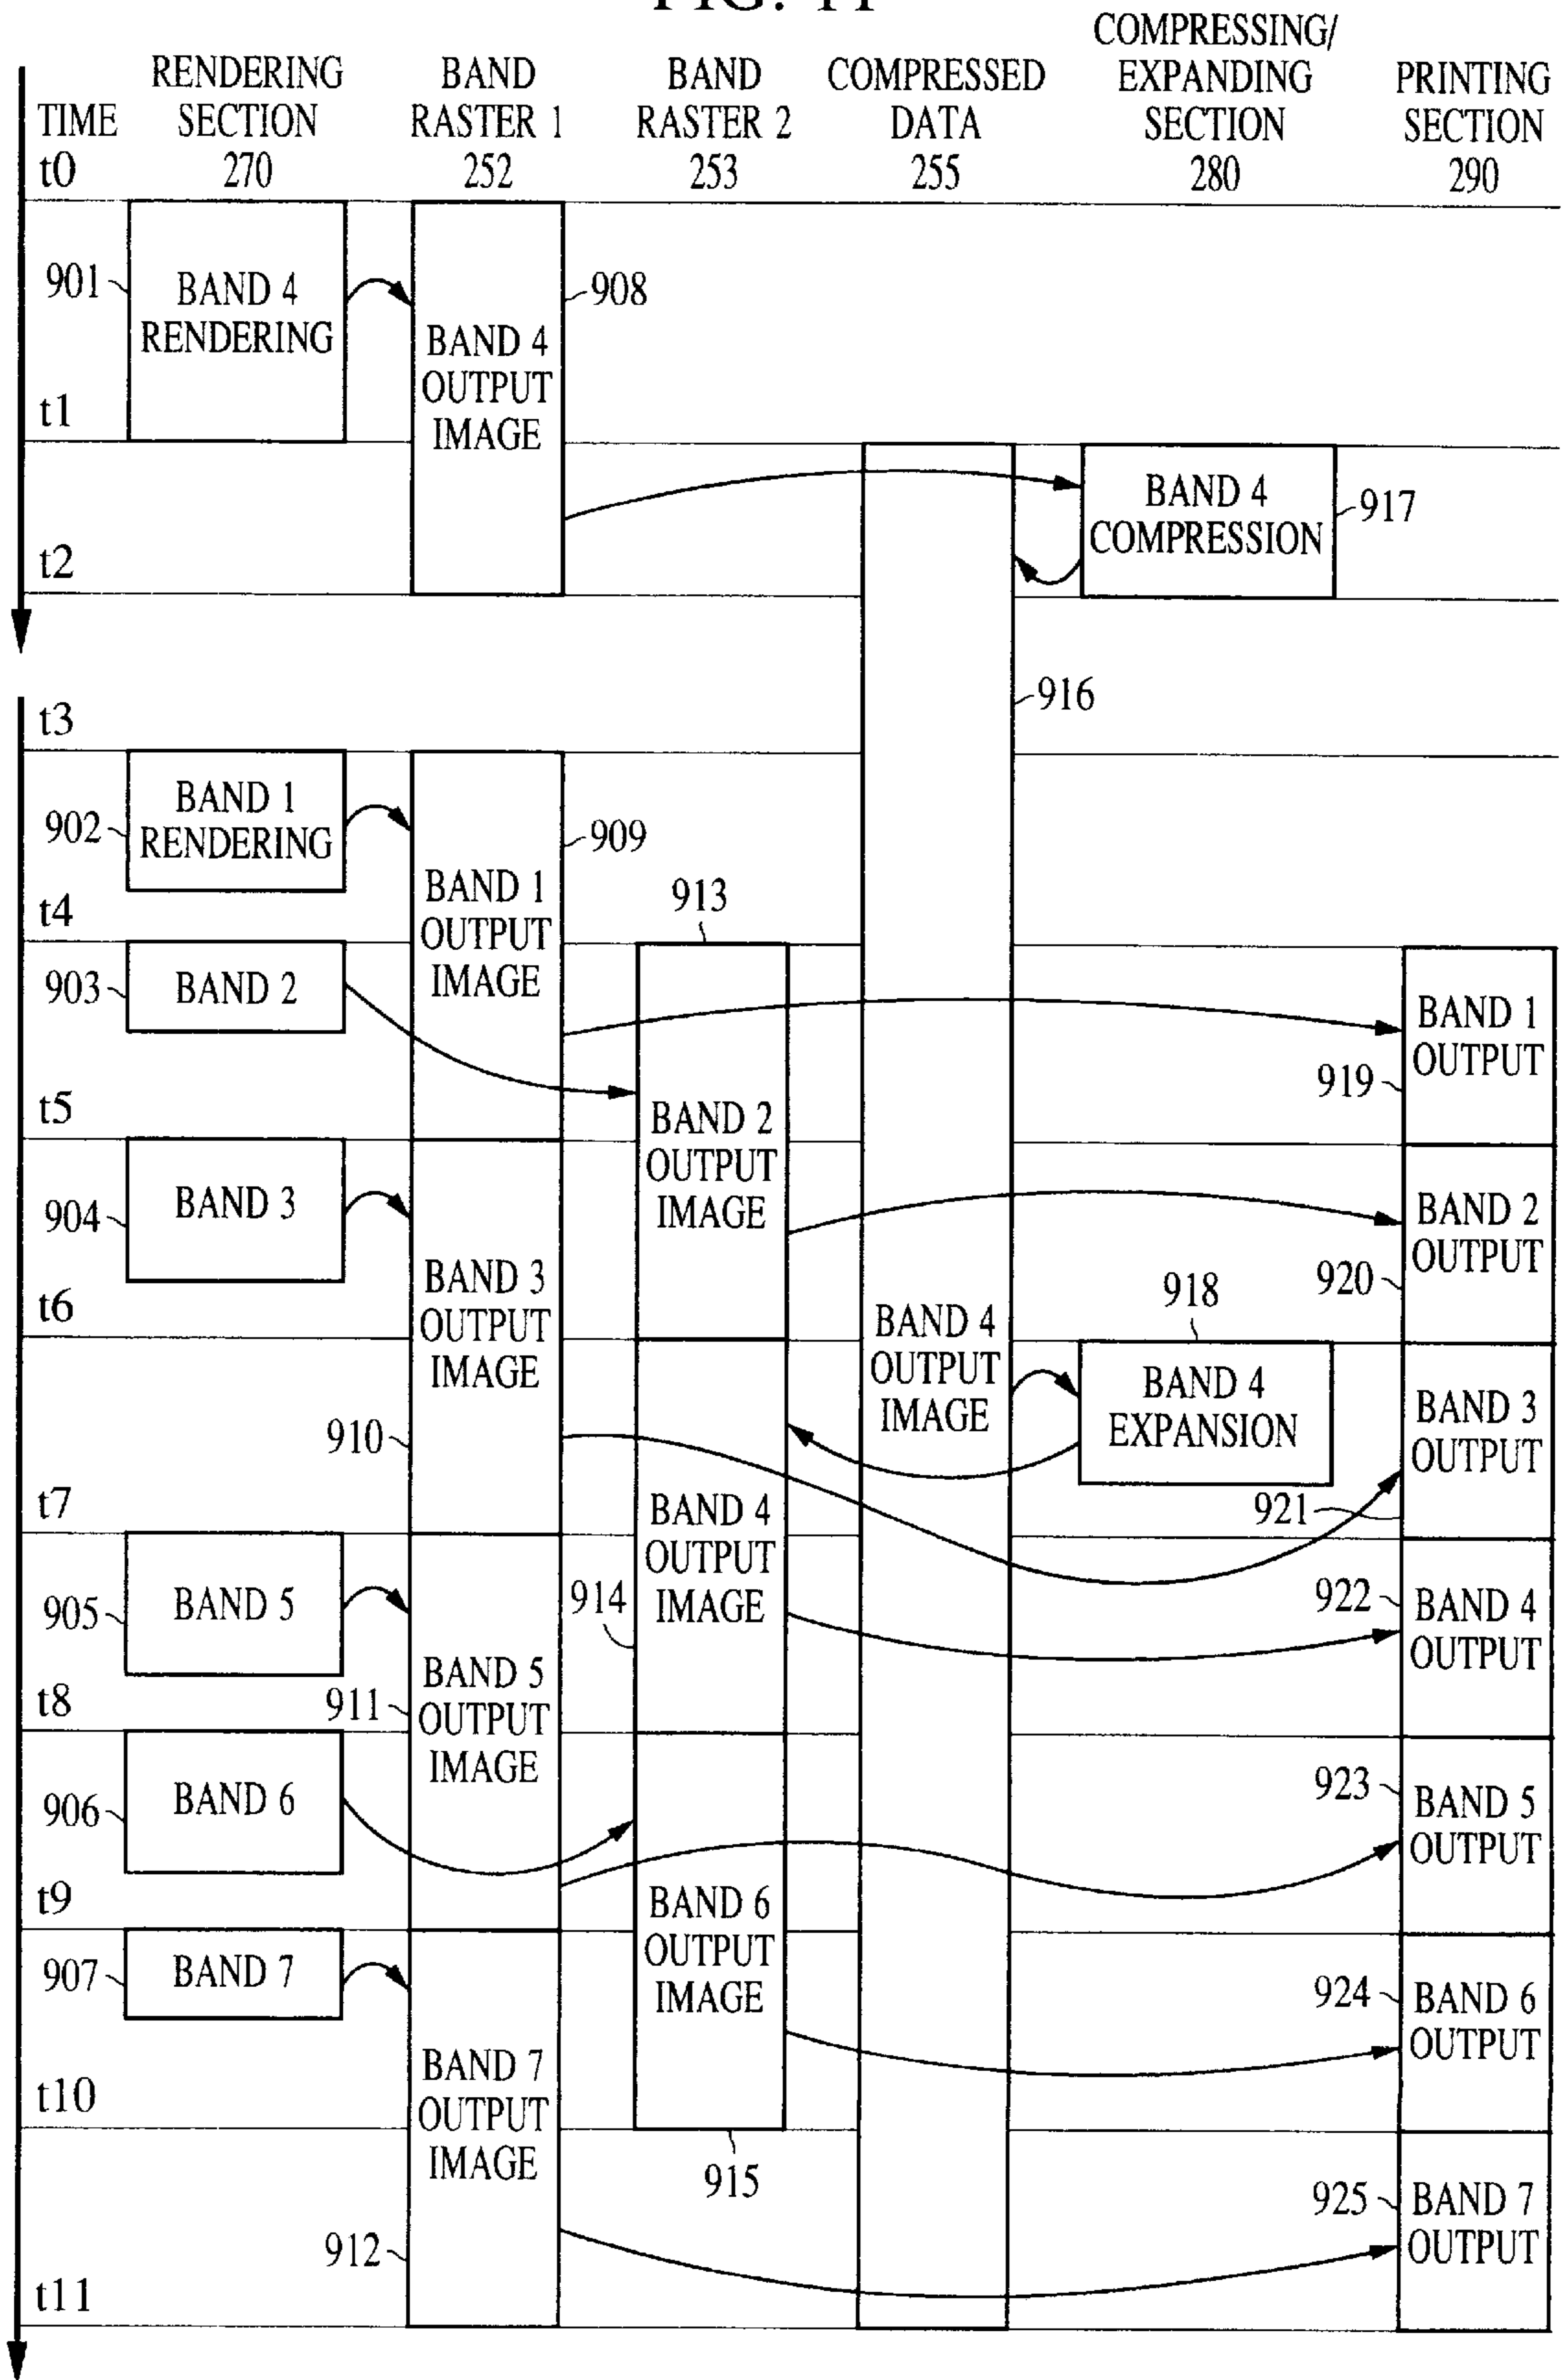 FIG. 11
TIME
t0
RENDERING
SECTION
270
BAND
RASTER 1
252
BAND
RASTER 2
253
COMPRESSED
DATA
255
COMPRESSING/
EXPANDING
SECTION
280
PRINTING
SECTION
290
901
BAND 4
RENDERING
908
BAND 4
OUTPUT
IMAGE
t1
BAND 4
COMPRESSION
917
t2
916
t3
902
BAND 1
RENDERING
909
BAND 1
OUTPUT
IMAGE
913
t4
903
BAND 2
BAND 1
OUTPUT
919
t5
BAND 2
OUTPUT
IMAGE
904
BAND 3
BAND 2
OUTPUT
920
BAND 3
OUTPUT
IMAGE
t6
918
BAND 4
OUTPUT
IMAGE
BAND 4
EXPANSION
BAND 3
OUTPUT
910
921
t7
BAND 4
OUTPUT
IMAGE
905
BAND 5
914
922
BAND 4
OUTPUT
t8
911
BAND 5
OUTPUT
IMAGE
906
BAND 6
923
BAND 5
OUTPUT
t9
BAND 6
OUTPUT
IMAGE
907
BAND 7
924
BAND 6
OUTPUT
t10
BAND 7
OUTPUT
IMAGE
915
925
BAND 7
OUTPUT
912
t11